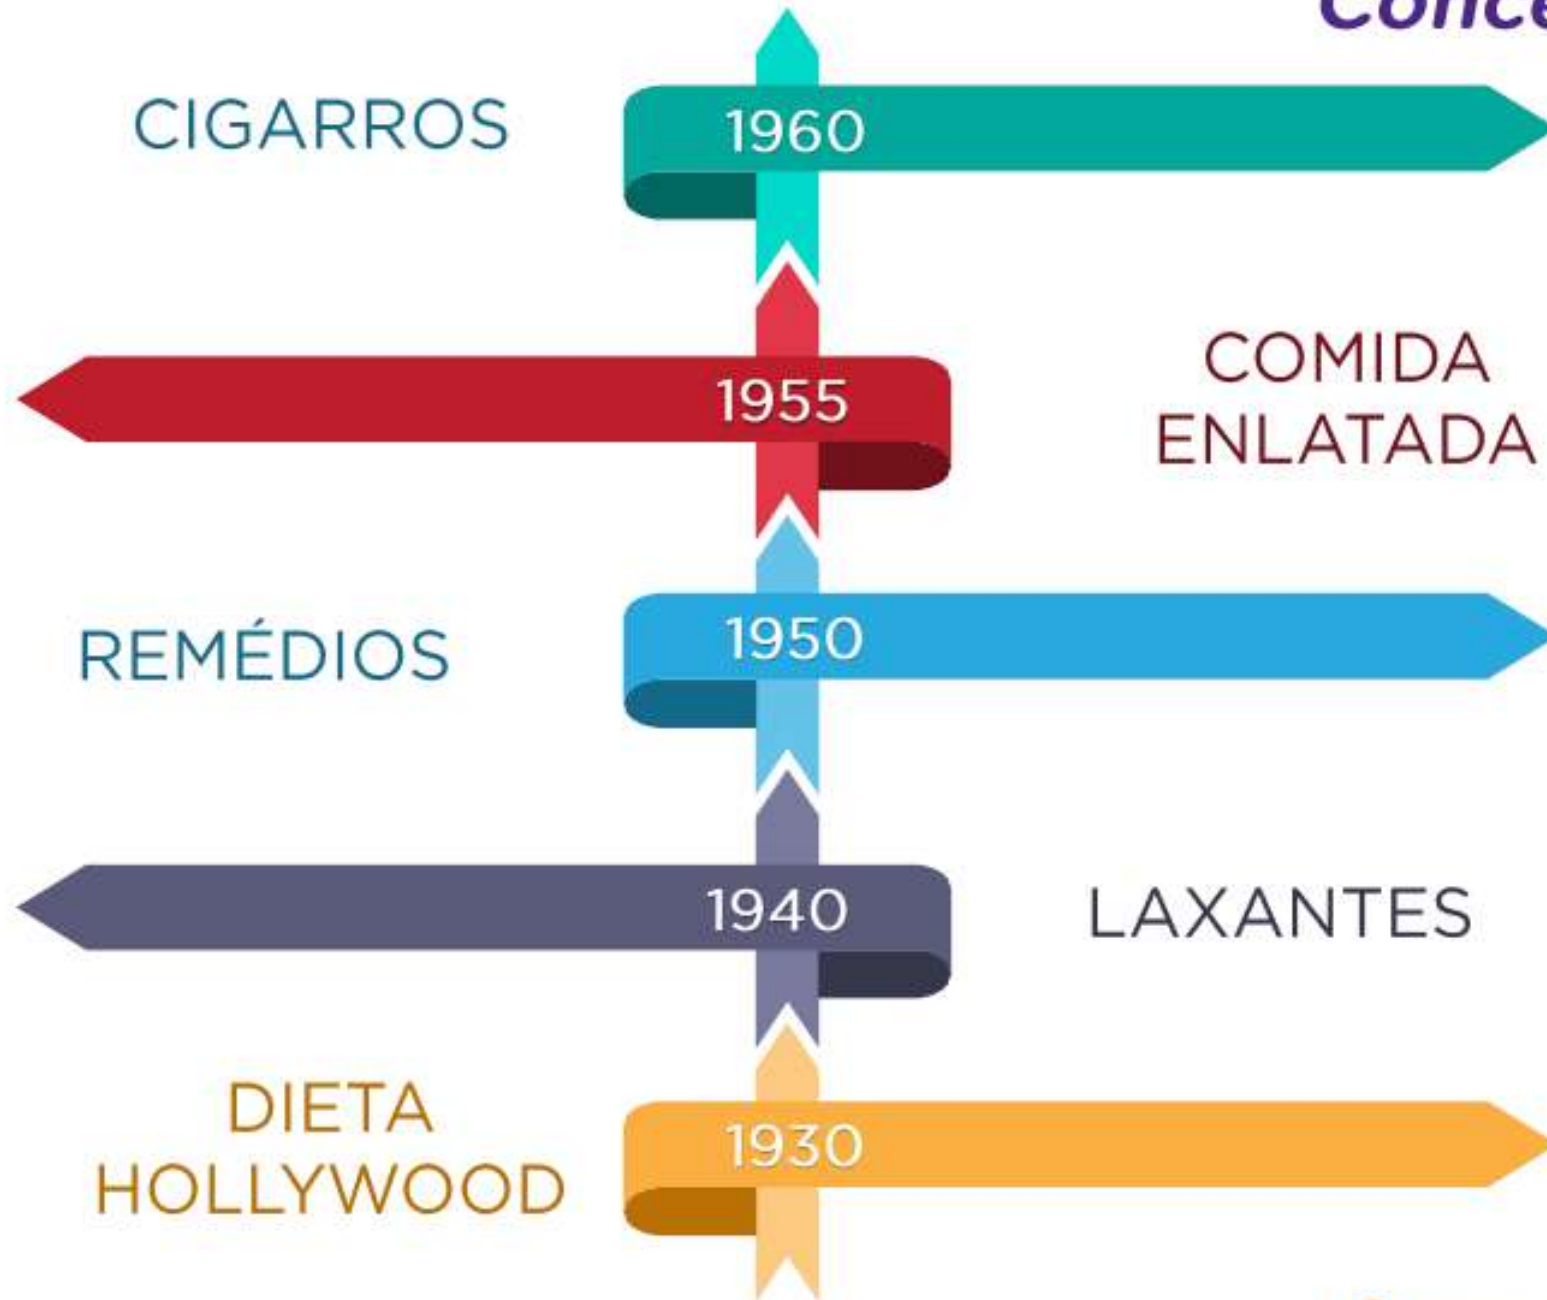 CIGARROS
1960
1955
COMIDA
ENLATADA
REMÉDIOS
1950
1940
LAXANTES
DIETA
HOLLYWOOD
1930